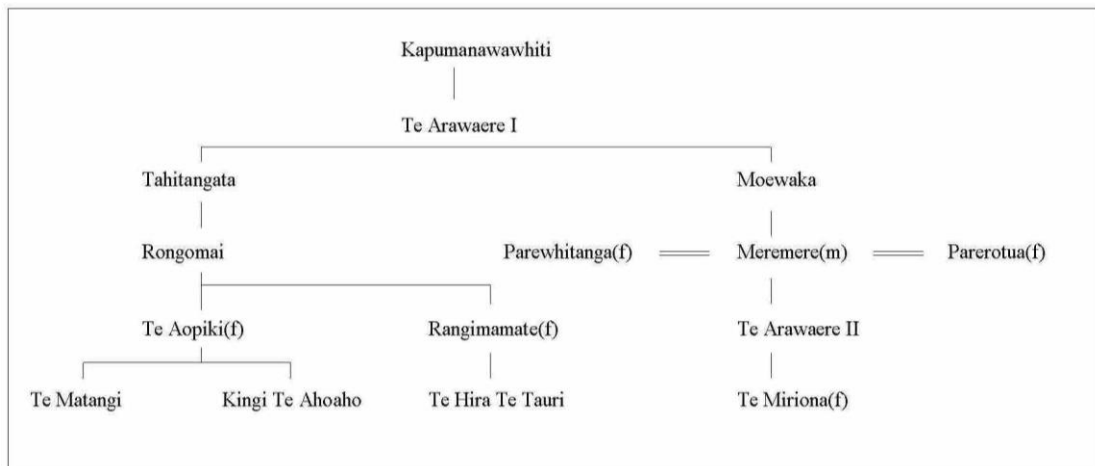 Kapumanawawhiti
Te Arawaere I
Tahitangata Moewaka
Rongomai Parewhitanga(f) Meremere(m) Parerotua(f)
Te Aopiki(f) Rangimamate(f) Te Arawaere II
Te Matangi Kingi Te Ahoaho Te Hira Te Tauri Te Miriona(f)